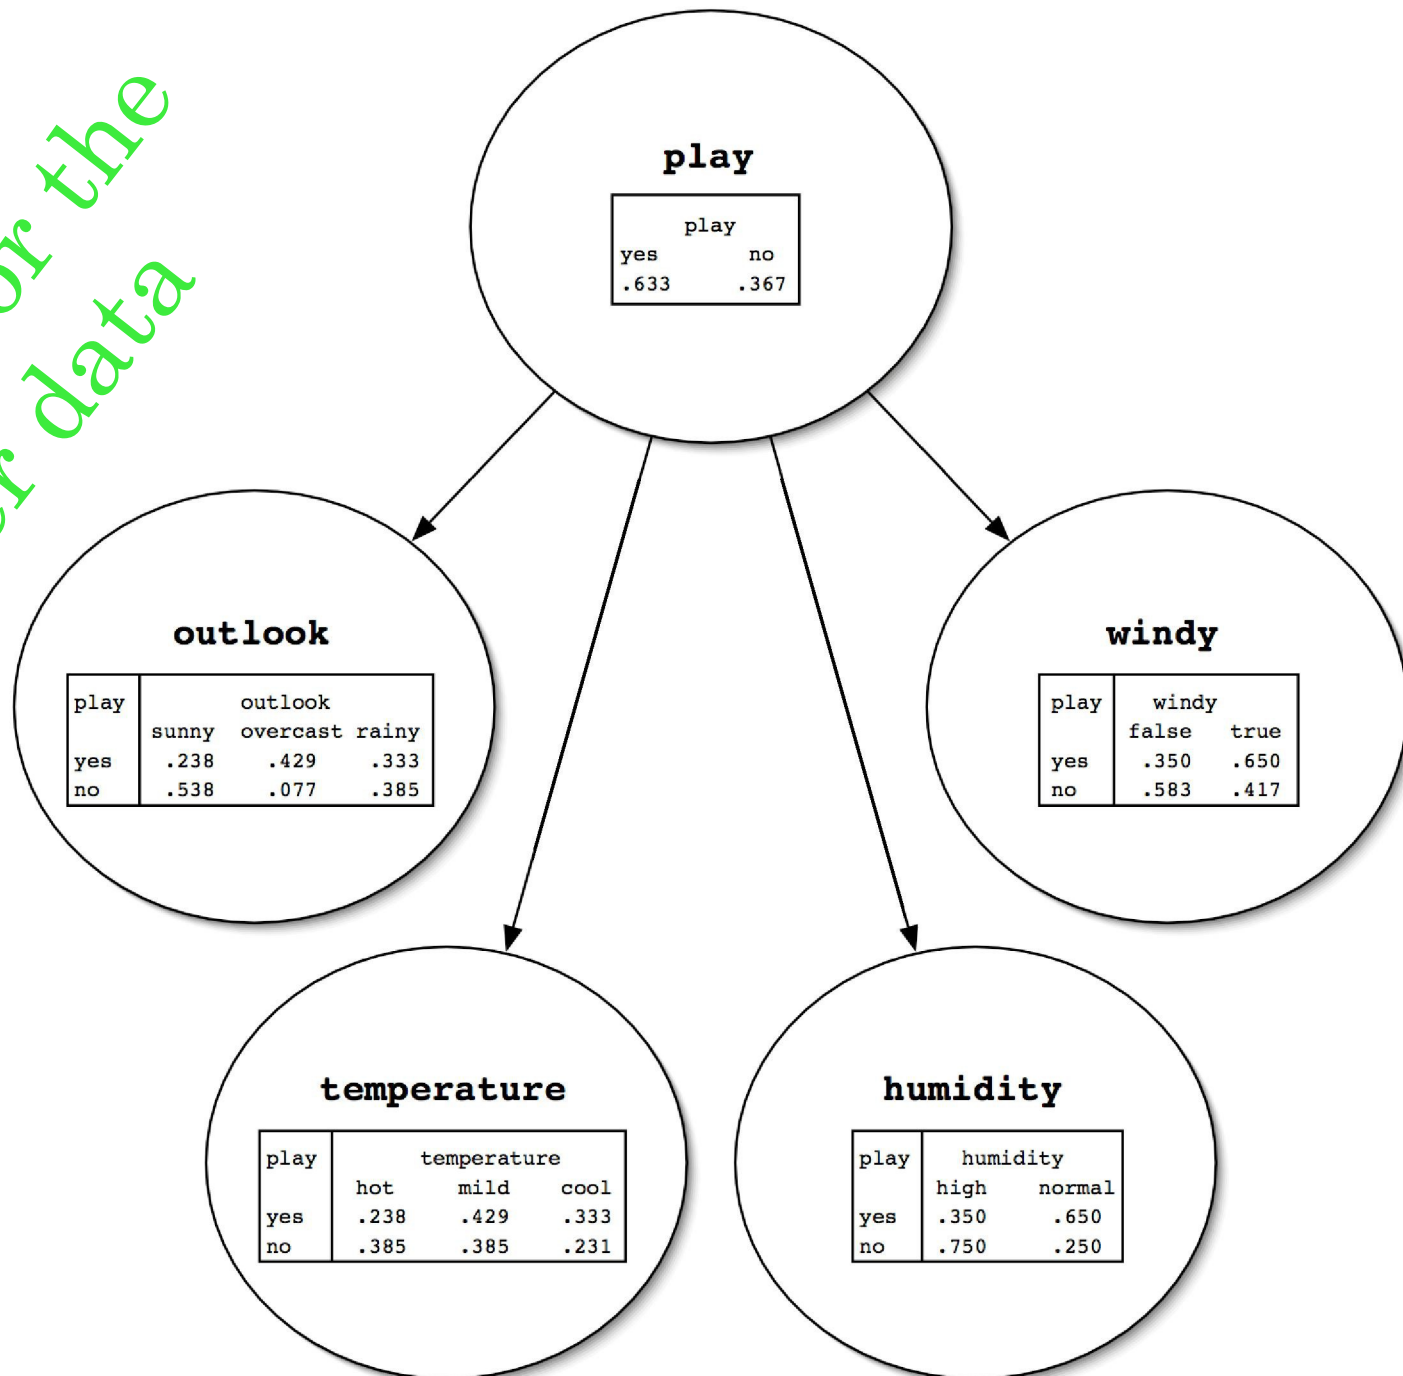 the
data
play
play
yes no
.633 .367
outlook
play outlook
sunny overcast rainy
yes .238 .429 .333
no .538 .077 .385
windy
play windy
false true
yes .350 .650
no .583 .417
temperature
play temperature
hot mild cool
yes .238 .429 .333
no .385 .385 .231
humidity
play humidity
high normal
yes .350 .650
no .750 .250